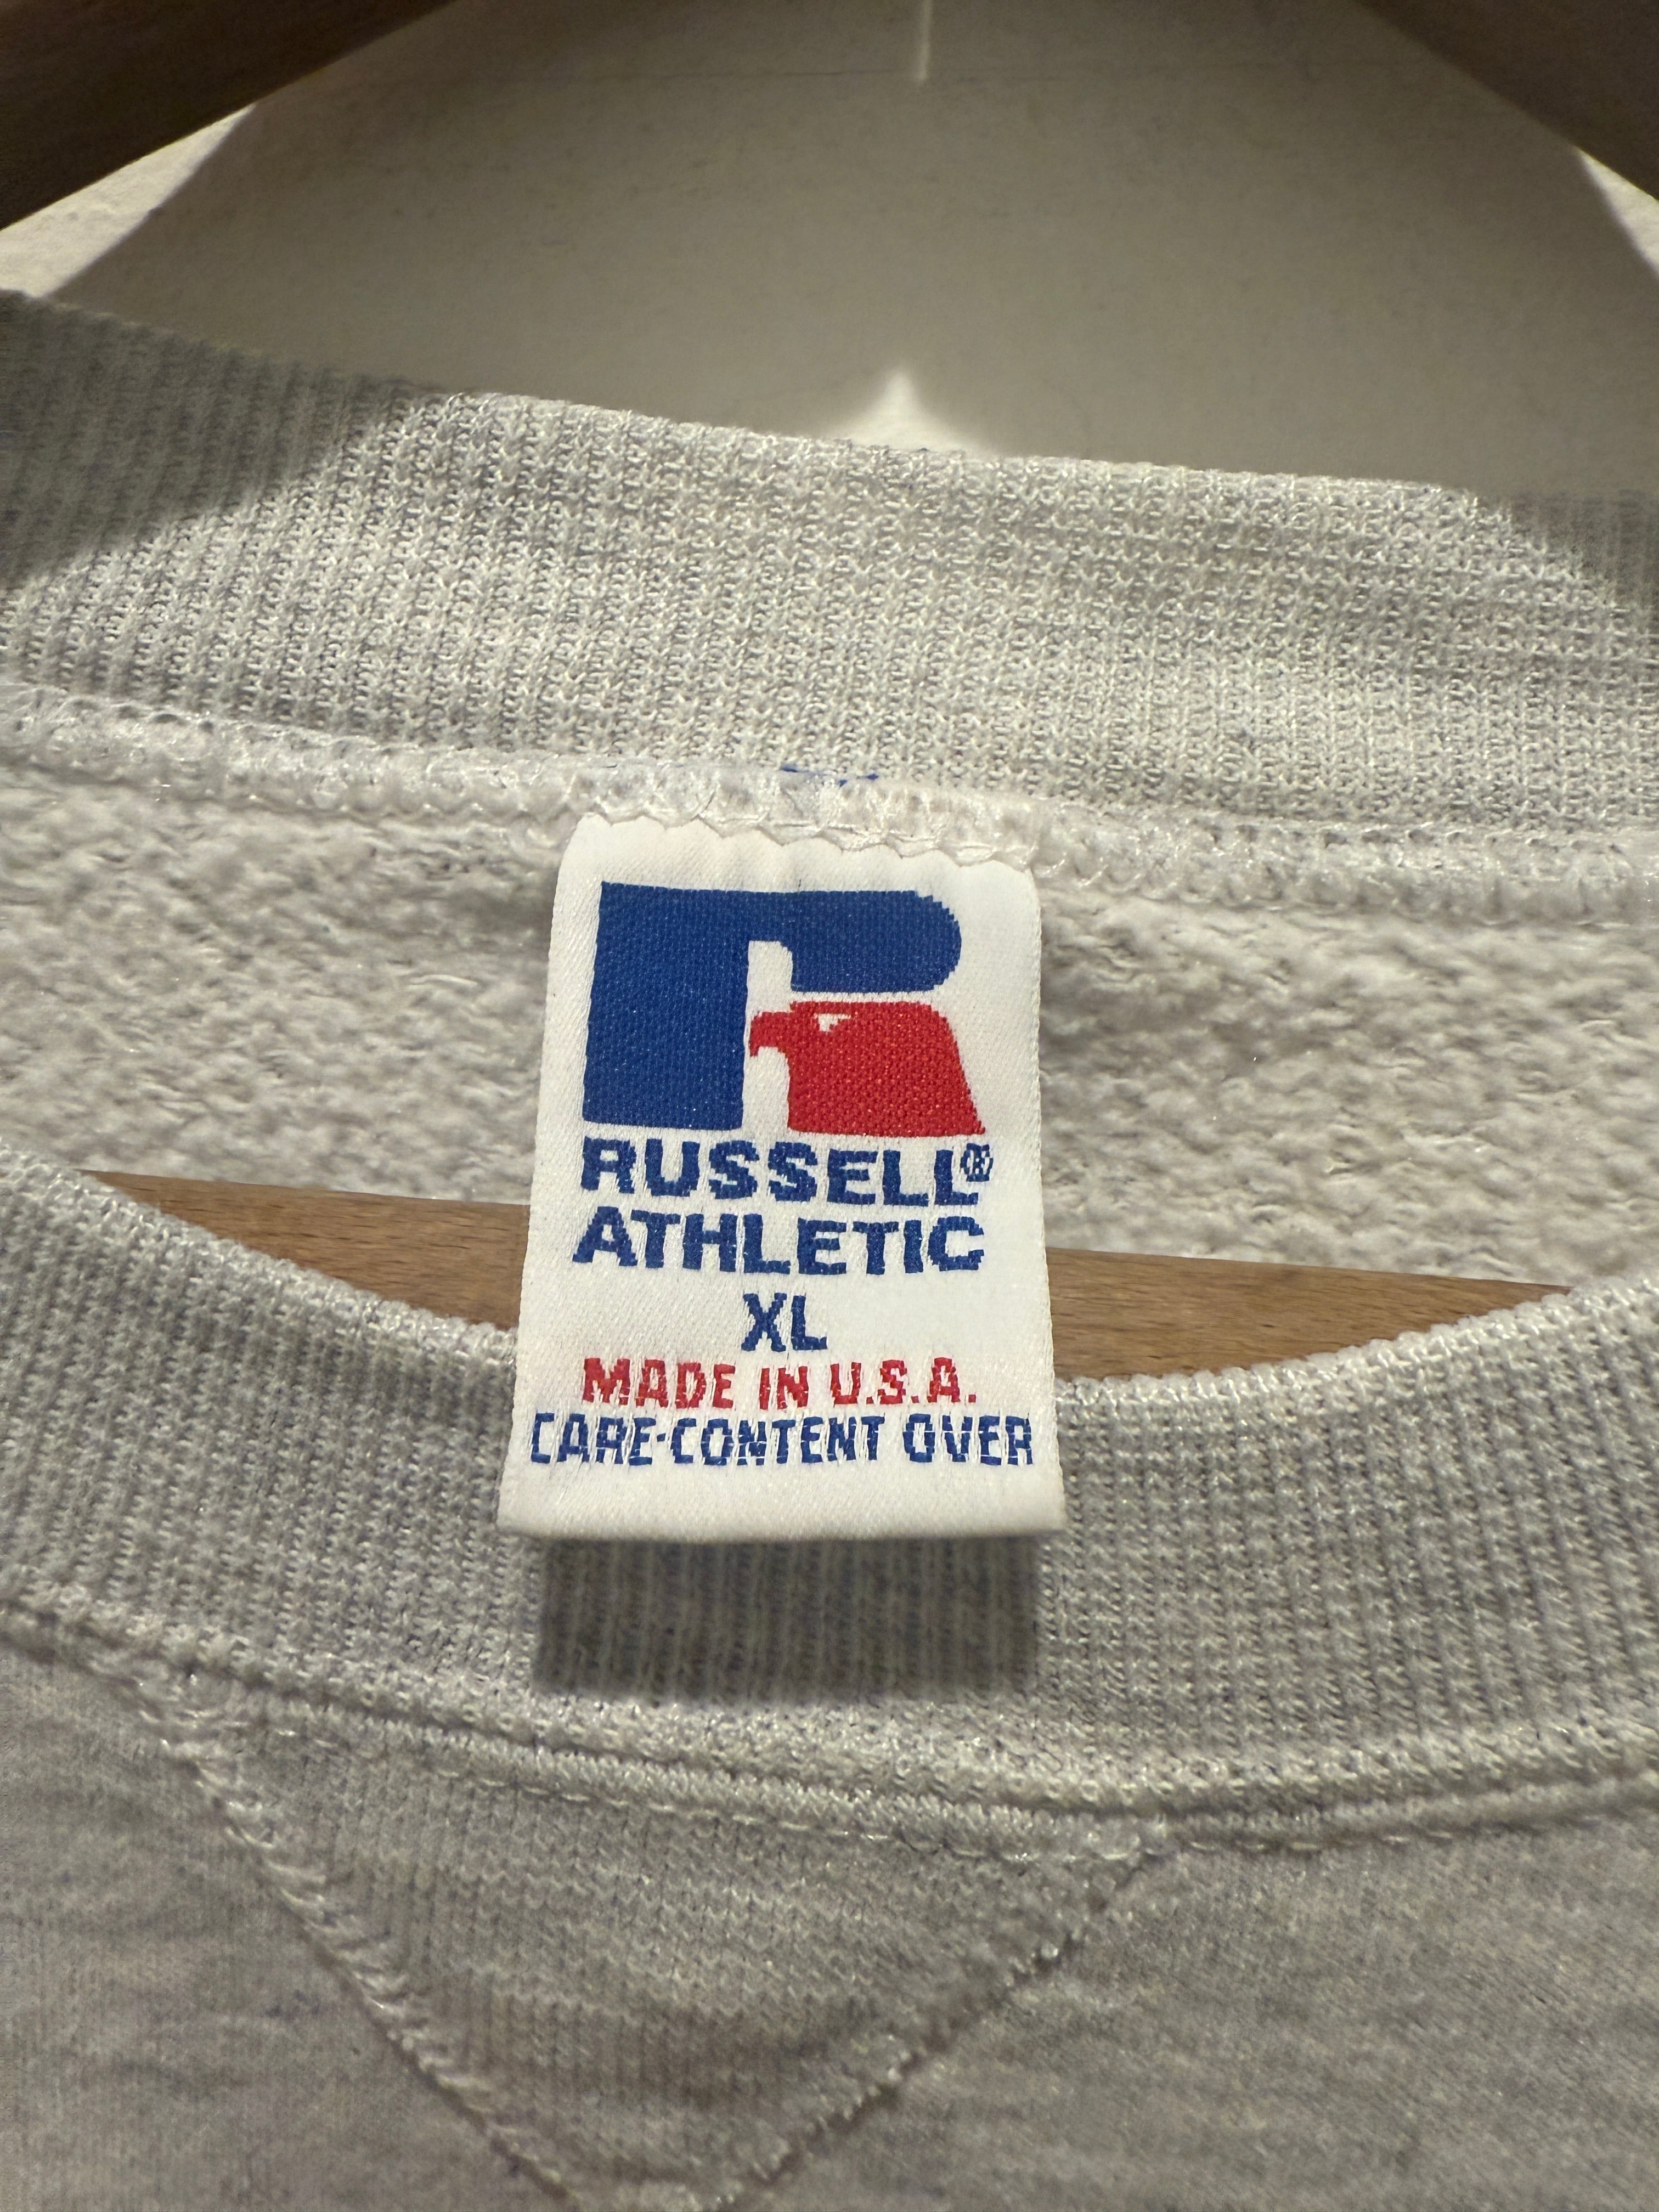 RUSSELL®
ATHLETIC
XL
MADE IN U.S.A.
CARE·CONTENT OVER